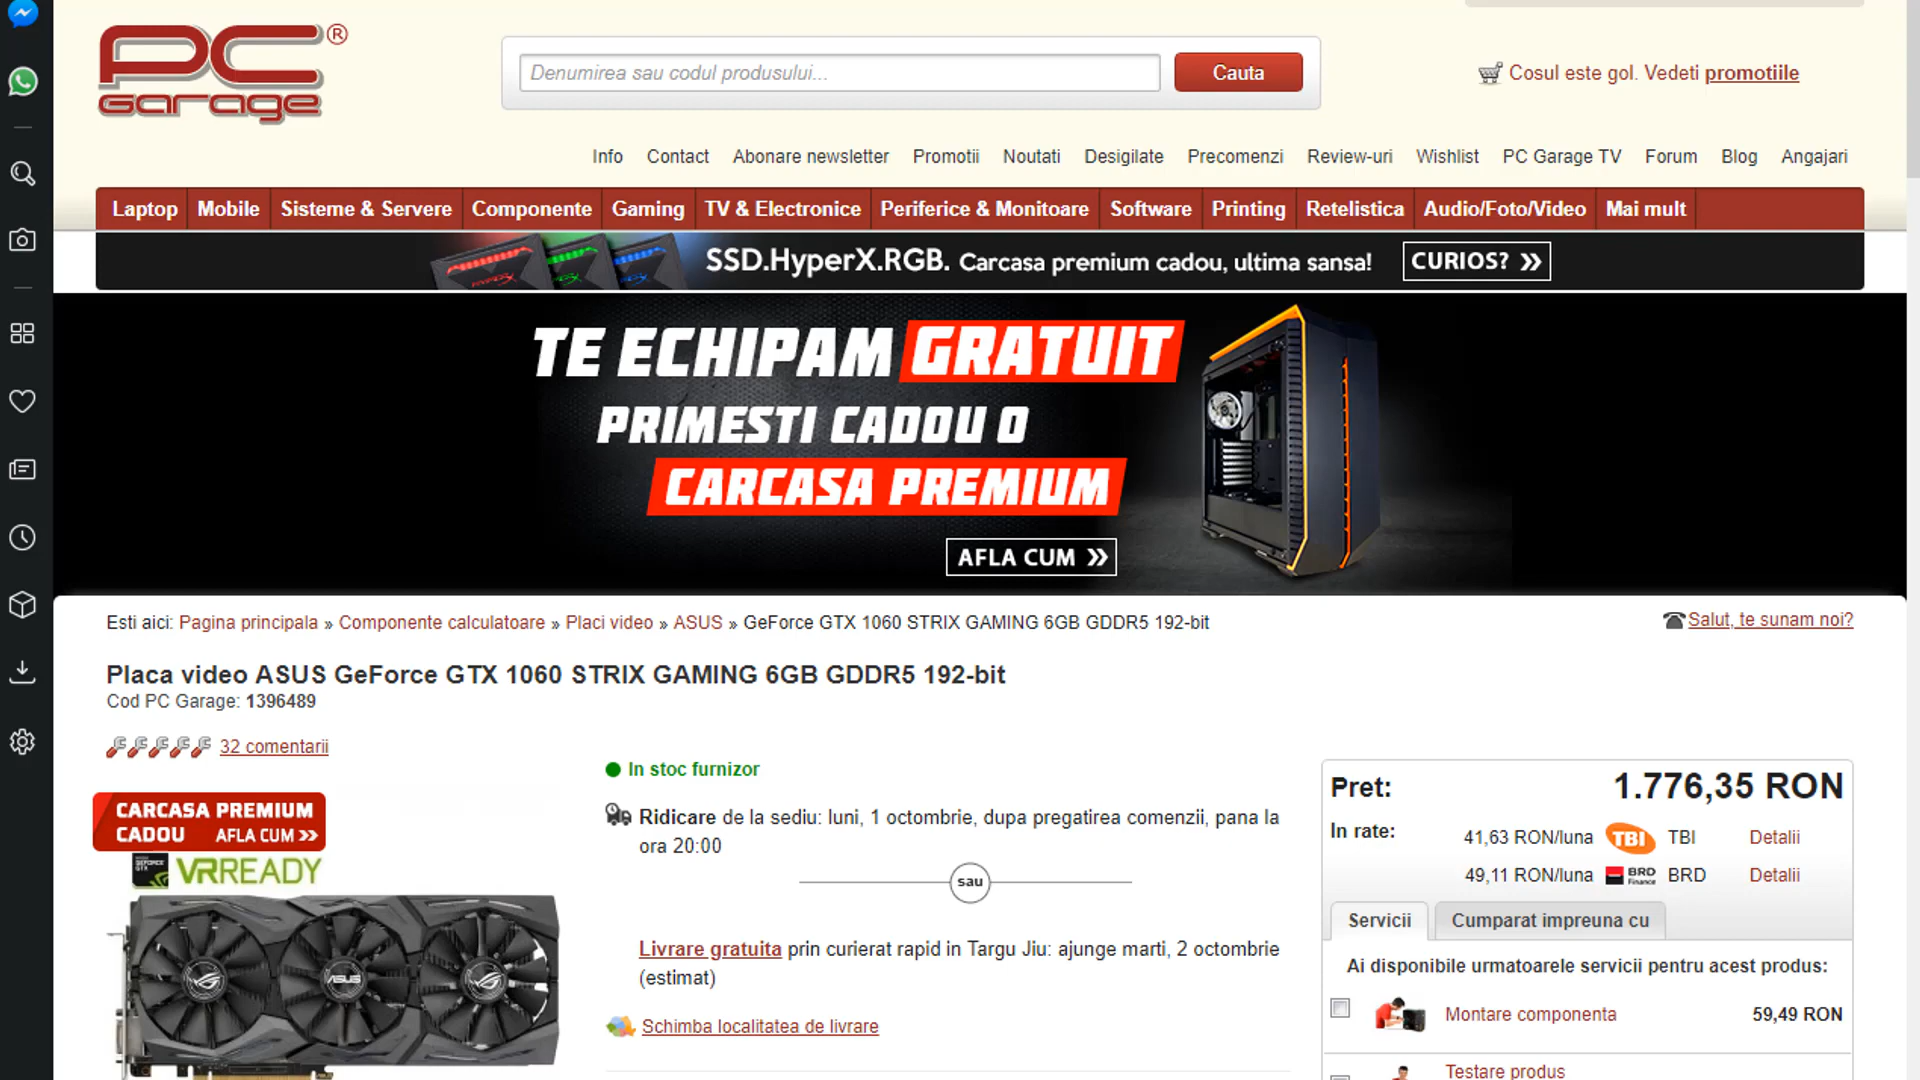 PC Garage ®
Denumirea sau codul produsului...
Cauta
Cosul este gol. Vedeti promotiile
Info Contact Abonare newsletter Promotii Noutati Desigilate Precomenzi Review-uri Wishlist PC Garage TV Forum Blog Angajari
Laptop Mobile Sisteme & Servere Componente Gaming TV & Electronice Periferice & Monitoare Software Printing Retelistica Audio/Foto/Video Mai mult
SSD.HyperX.RGB. Carcasa premium cadou, ultima sansa! CURIOS? »
TE ECHIPAM GRATUIT
PRIMESTI CADOU O
CARCASA PREMIUM
AFLA CUM »
Esti aici: Pagina principala » Componente calculatoare » Placi video » ASUS » GeForce GTX 1060 STRIX GAMING 6GB GDDR5 192-bit
Salut, te sunam noi?
Placa video ASUS GeForce GTX 1060 STRIX GAMING 6GB GDDR5 192-bit
Cod PC Garage: 1396489
32 comentarii
CARCASA PREMIUM
CADOU AFLA CUM »
GEFORCE GTX VRREADY
ASUS
In stoc furnizor
Ridicare de la sediu: luni, 1 octombrie, dupa pregatirea comenzii, pana la
ora 20:00
sau
Livrare gratuita prin curierat rapid in Targu Jiu: ajunge marti, 2 octombrie
(estimat)
Schimba localitatea de livrare
Pret: 1.776,35 RON
In rate: 41,63 RON/luna TBI TBI Detalii
49,11 RON/luna BRD Finance BRD Detalii
Servicii Cumparat impreuna cu
Ai disponibile urmatoarele servicii pentru acest produs:
Montare componenta 59,49 RON
Testare produs